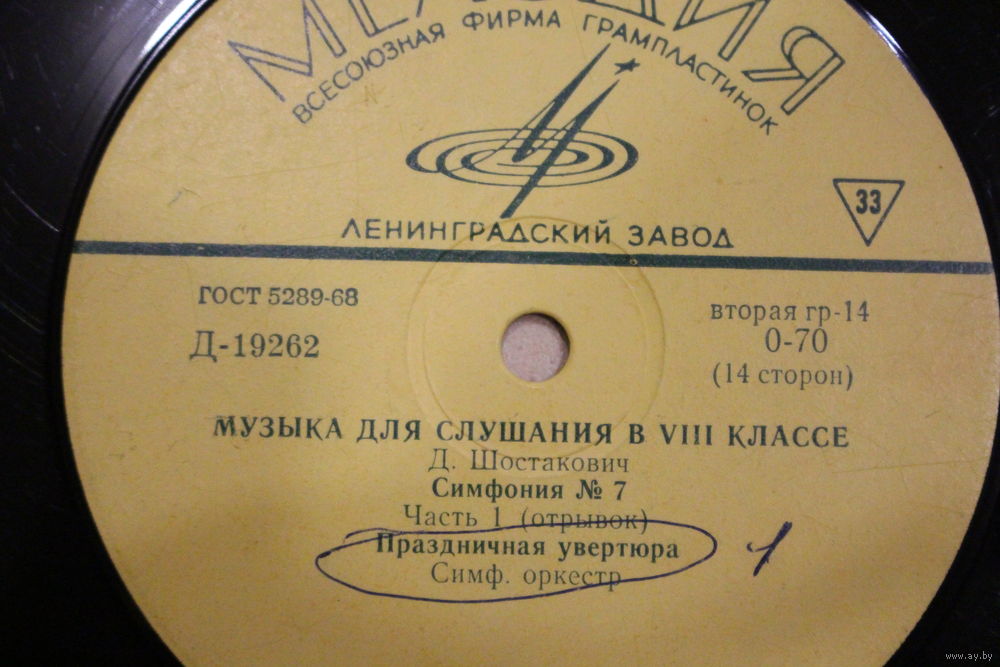 МЕЛОДИЯ
ВСЕСОЮЗНАЯ ФИРМА ГРАМПЛАСТИНОК
ЛЕНИНГРАДСКИЙ ЗАВОД
33
ГОСТ 5289-68
Д-19262
вторая гр-14
0-70
(14 сторон)
МУЗЫКА ДЛЯ СЛУШАНИЯ В VIII КЛАССЕ
Д. Шостакович
Симфония № 7
Часть 1 (отрывок)
Праздничная увертюра
Симф. оркестр
1
www.ay.by